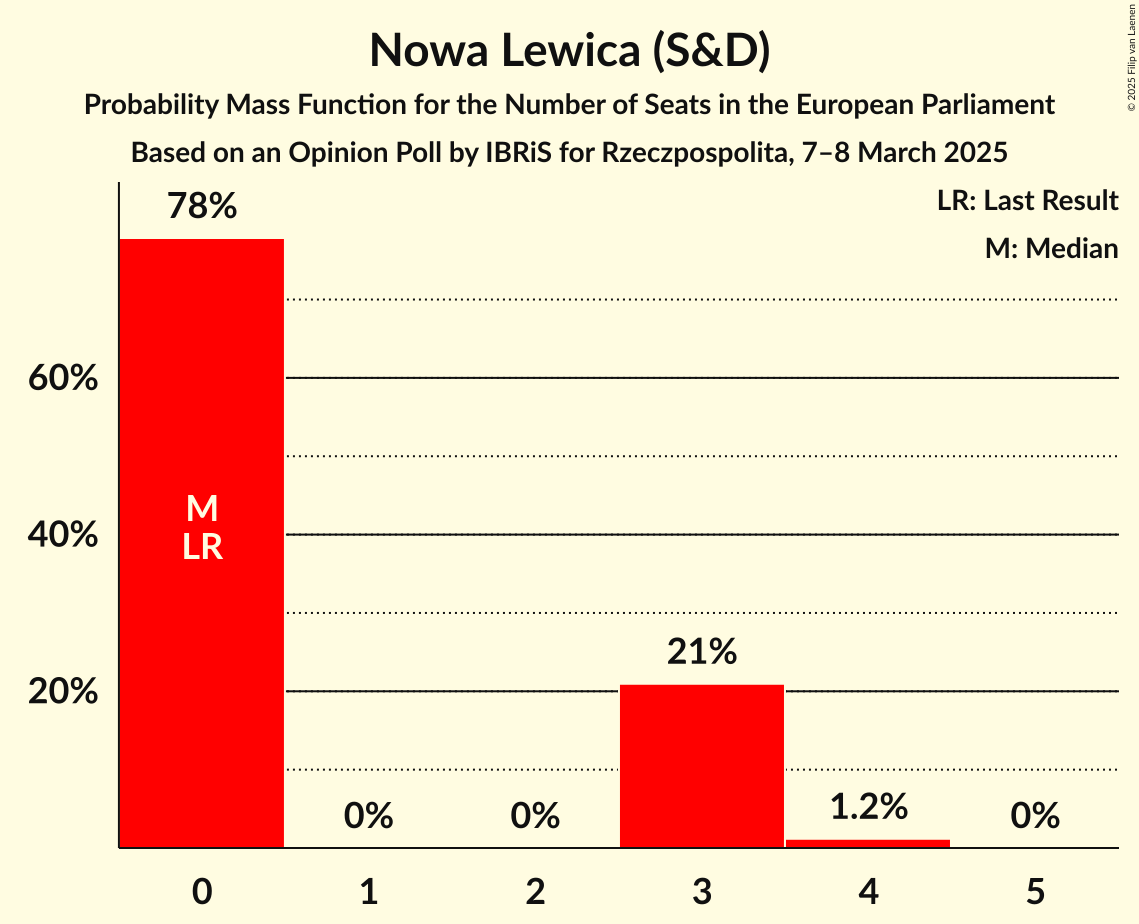 Nowa Lewica (S&D)
Probability Mass Function for the Number of Seats in the European Parliament
Based on an Opinion Poll by IBRiS for Rzeczpospolita, 7–8 March 2025
© 2025 Filip van Laenen
LR: Last Result
M: Median
78%
60%
40%
20%
M
LR
0%
0%
21%
1.2%
0%
0
1
2
3
4
5